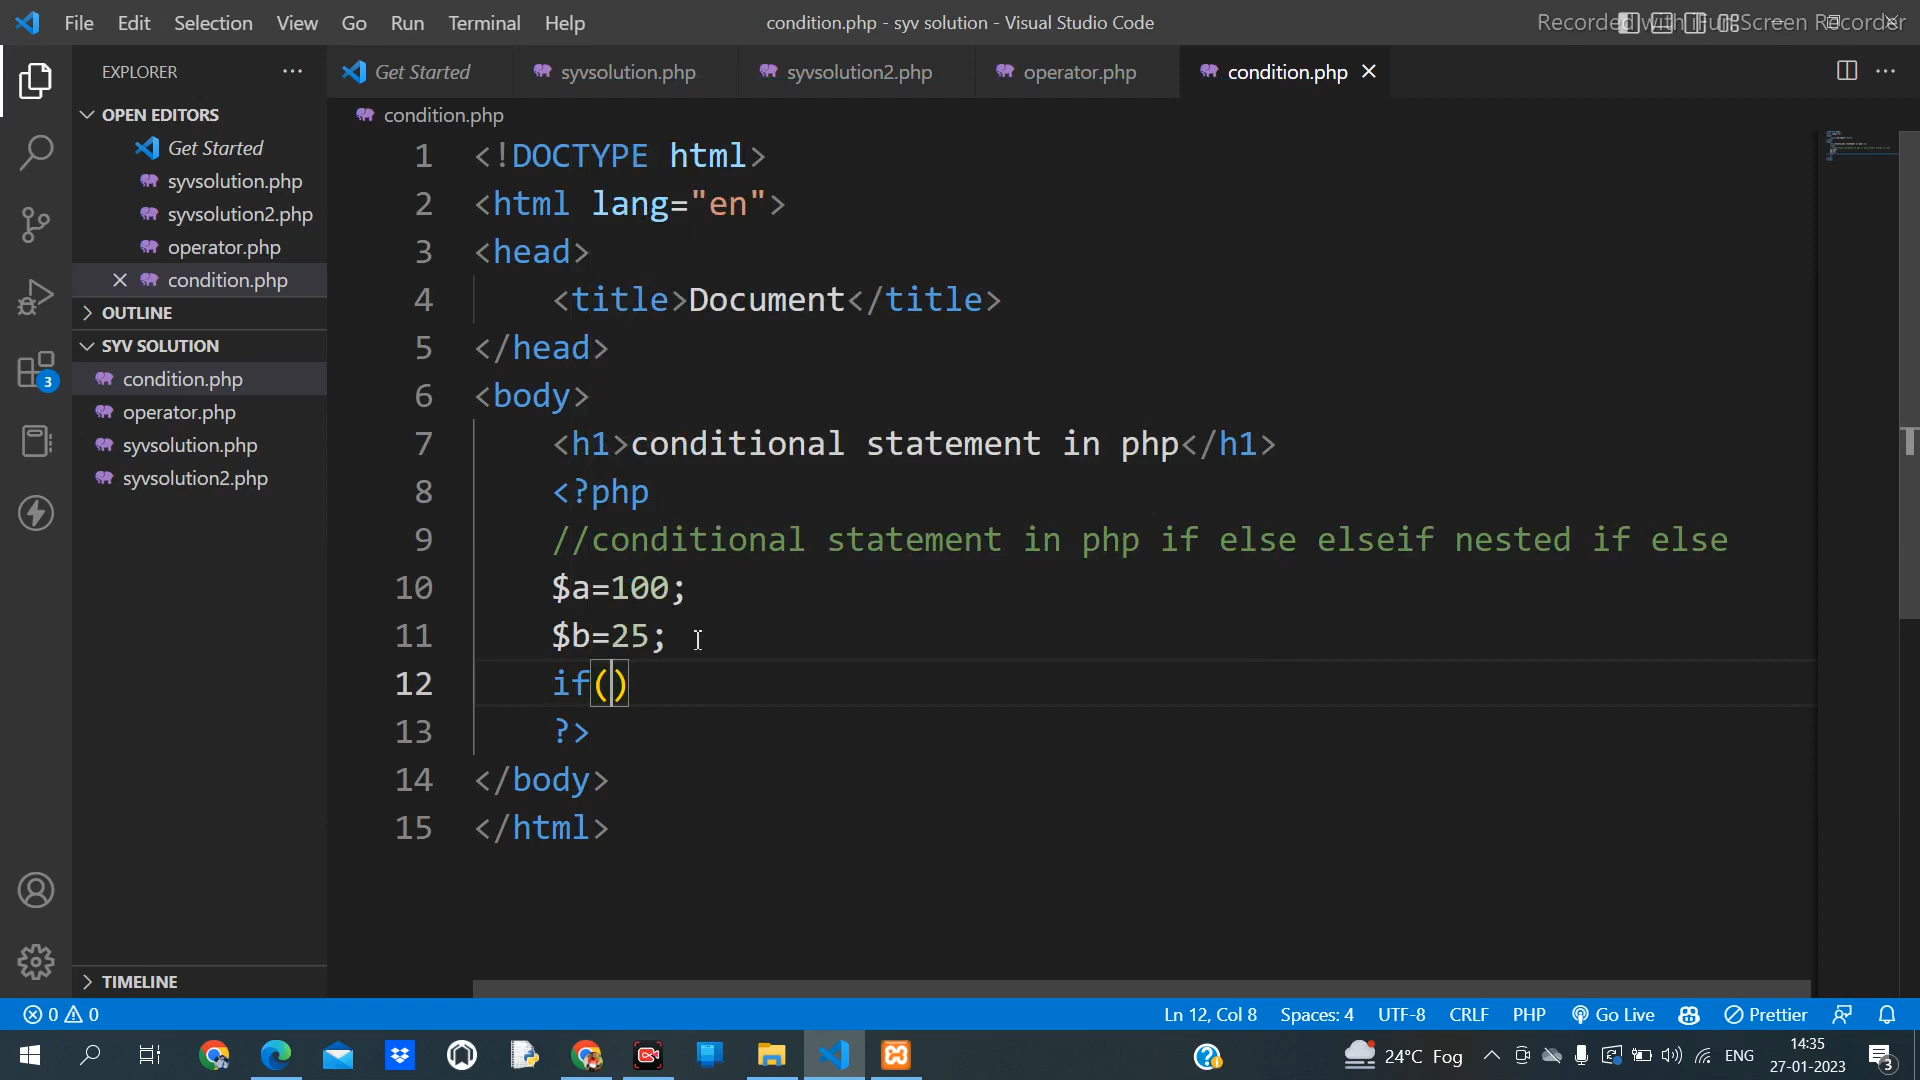 File Edit Selection View Go Run Terminal Help
condition.php - syv solution - Visual Studio Code
EXPLORER
OPEN EDITORS
Get Started
syvsolution.php
syvsolution2.php
operator.php
condition.php
OUTLINE
SYV SOLUTION
condition.php
operator.php
syvsolution.php
syvsolution2.php
TIMELINE
3
Get Started syvsolution.php syvsolution2.php operator.php condition.php
condition.php
1 <!DOCTYPE html>
2 <html lang="en">
3 <head>
4 <title>Document</title>
5 </head>
6 <body>
7 <h1>conditional statement in php</h1>
8 <?php
9 //conditional statement in php if else elseif nested if else
10 $a=100;
11 $b=25;
12 if()
13 ?>
14 </body>
15 </html>
0 0 Ln 12, Col 8 Spaces: 4 UTF-8 CRLF PHP Go Live Prettier
24°C Fog ENG
14:35
27-01-2023
3